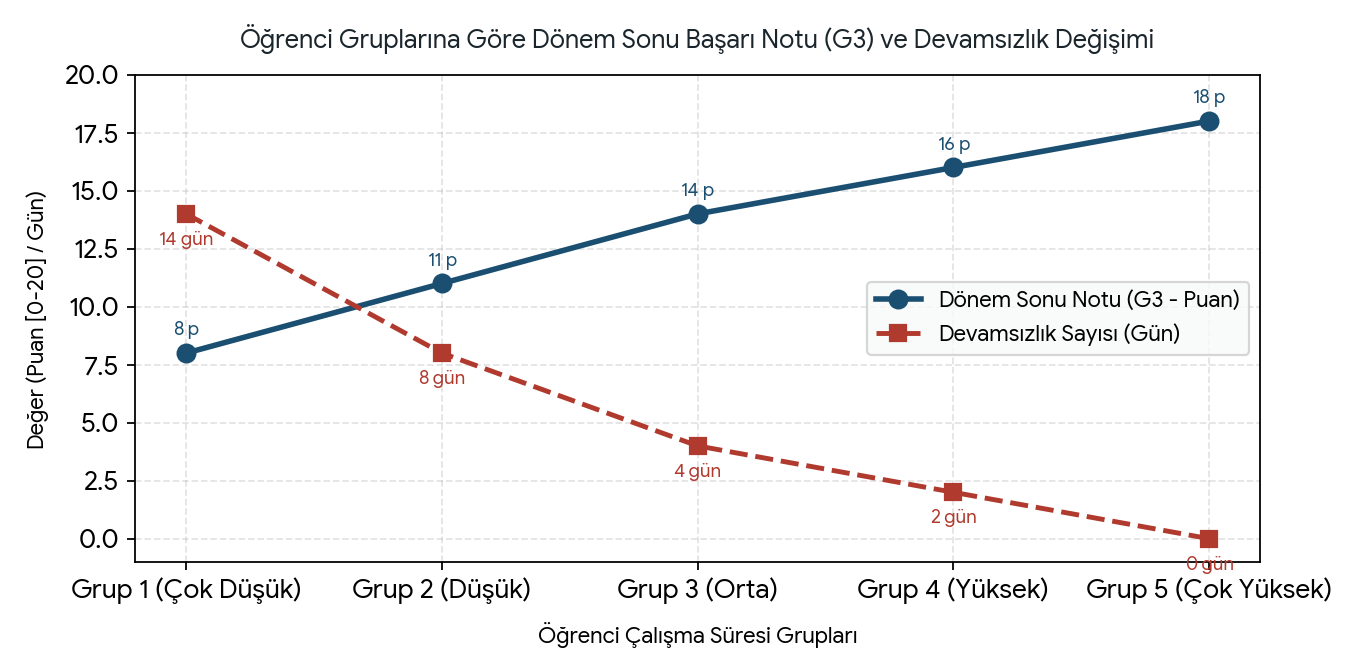 Öğrenci Gruplarına Göre Dönem Sonu Başarı Notu (G3) ve Devamsızlık Değişimi
Değer (Puan [0-20] / Gün)
20.0
17.5
15.0
12.5
10.0
7.5
5.0
2.5
0.0
8 p
11 p
14 p
16 p
18 p
14 gün
8 gün
4 gün
2 gün
0 gün
Dönem Sonu Notu (G3 - Puan)
Devamsızlık Sayısı (Gün)
Grup 1 (Çok Düşük)
Grup 2 (Düşük)
Grup 3 (Orta)
Grup 4 (Yüksek)
Grup 5 (Çok Yüksek)
Öğrenci Çalışma Süresi Grupları